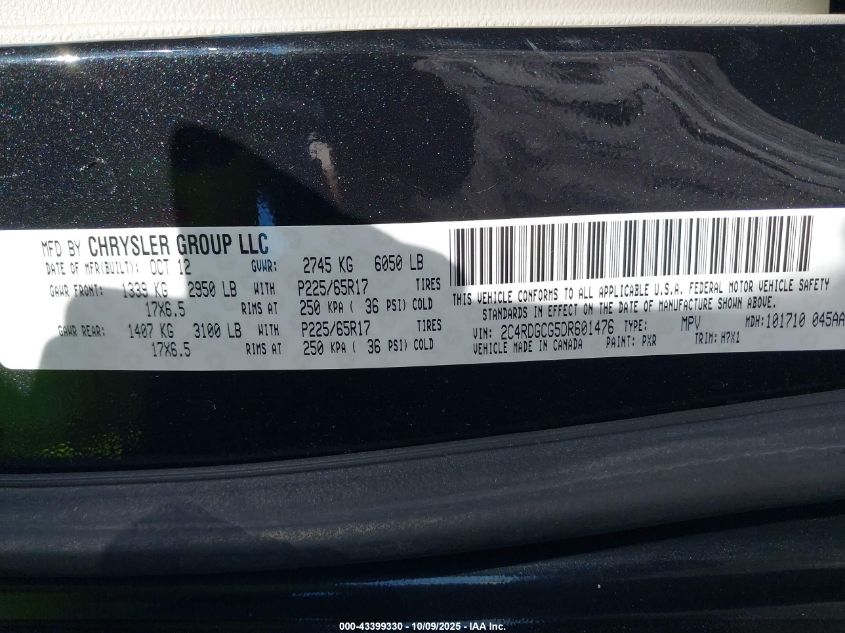 MFD BY CHRYSLER GROUP LLC
DATE OF MFR(BUILT): OCT 12 GVWR: 2745 KG 6050 LB
GAWR FRONT: 1339 KG 2950 LB WITH P225/65R17 TIRES
17X6.5 RIMS AT 250 KPA ( 36 PSI) COLD
GAWR REAR: 1407 KG 3100 LB WITH P225/65R17 TIRES
17X6.5 RIMS AT 250 KPA ( 36 PSI) COLD
THIS VEHICLE CONFORMS TO ALL APPLICABLE U.S.A. FEDERAL MOTOR VEHICLE SAFETY
STANDARDS IN EFFECT ON THE DATE OF MANUFACTURE SHOWN ABOVE.
VIN: 2C4RDGCG5DR601476 TYPE: MPV MDH: 101710 045AA
VEHICLE MADE IN CANADA PAINT: PXR TRIM: H7X1
000-43399330 - 10/09/2025 - IAA Inc.